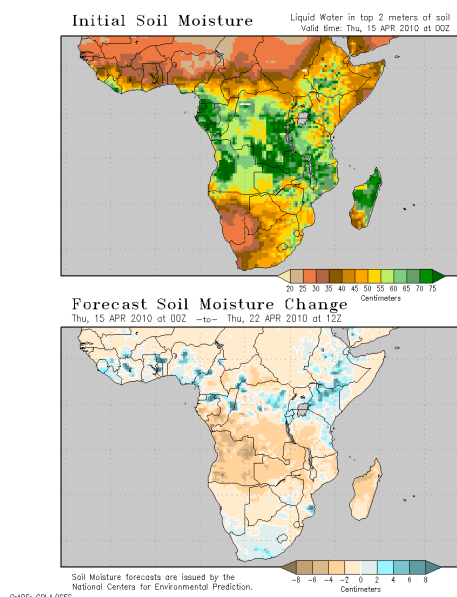 Initial Soil Moisture
Liquid Water in top 2 meters of soil
Valid time: Thu, 15 APR 2010 at 00Z
20 25 30 35 40 45 50 55 60 65 70 75
Centimeters
Forecast Soil Moisture Change
Thu, 15 APR 2010 at 00Z -to- Thu, 22 APR 2010 at 12Z
-8 -6 -4 -2 0 2 4 6 8
Centimeters
Soil Moisture forecasts are issued by the
National Centers for Environmental Prediction.
GrADS: COLA/IGES